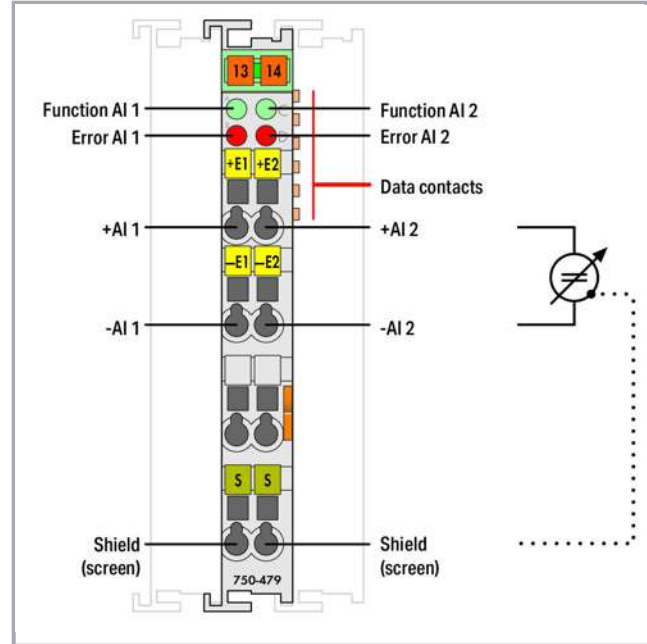 13 14
Function AI 1
Function AI 2
Error AI 1
Error AI 2
+E1 +E2
Data contacts
+AI 1
+AI 2
–E1 –E2
-AI 1
-AI 2
S S
Shield
(screen)
Shield
(screen)
750-479